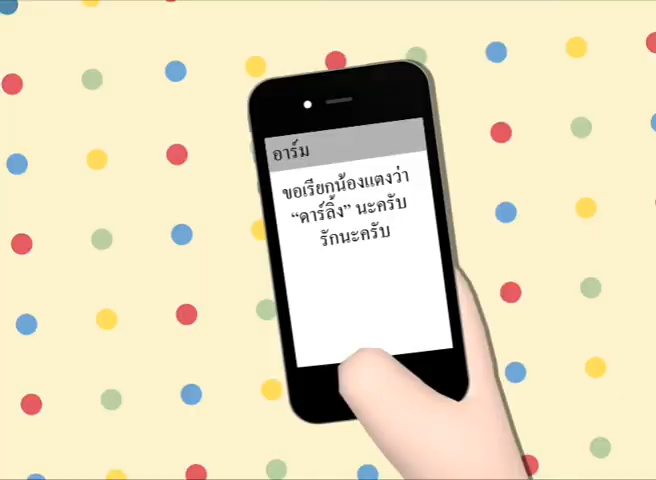 อาร์ม
ขอเรียกน้องแตงว่า
“ดาร์ลิ้ง” นะครับ
รักนะครับ